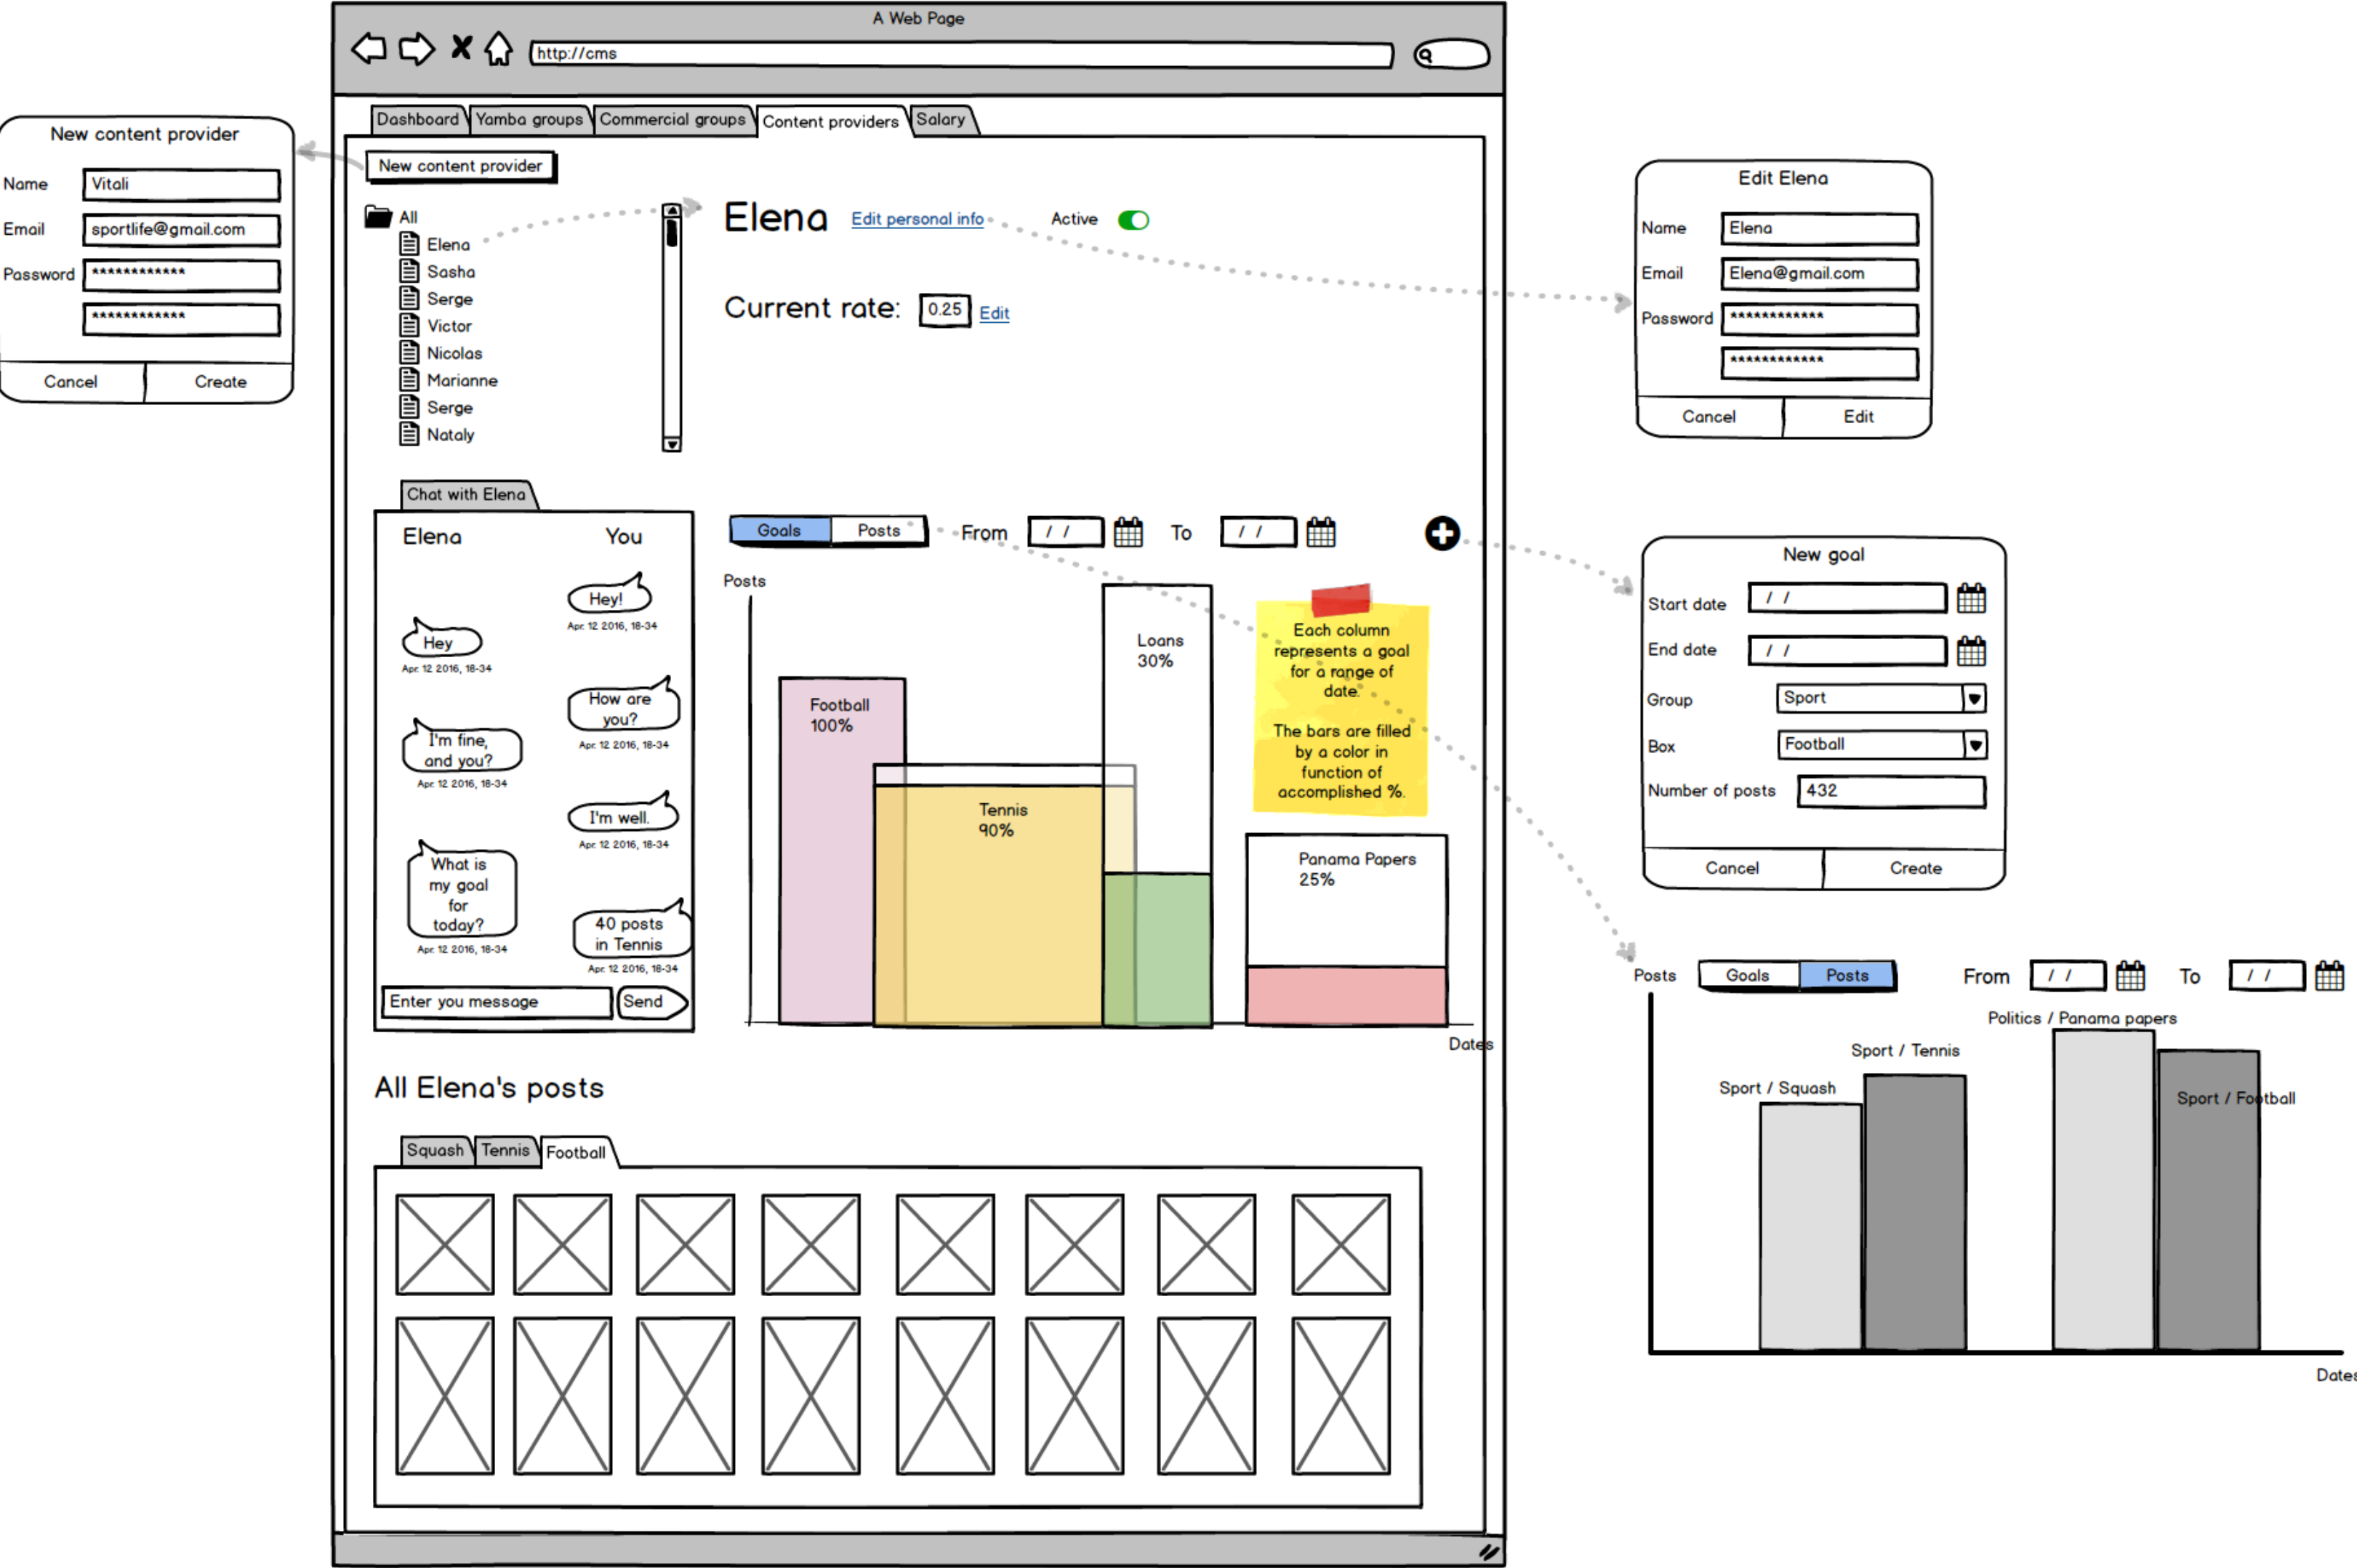 A Web Page
http://cms
Dashboard
Yamba groups
Commercial groups
Content providers
Salary
New content provider
Name
Vitali
Email
sportlife@gmail.com
Password
************
************
Cancel
Create
New content provider
All
Elena
Sasha
Serge
Victor
Nicolas
Marianne
Serge
Nataly
Elena
Edit personal info
Active
Current rate:
0.25
Edit
Edit Elena
Name
Elena
Email
Elena@gmail.com
Password
************
************
Cancel
Edit
Chat with Elena
Elena
You
Hey!
Apr. 12 2016, 18-34
Hey
Apr. 12 2016, 18-34
How are
you?
Apr. 12 2016, 18-34
I'm fine,
and you?
Apr. 12 2016, 18-34
I'm well.
Apr. 12 2016, 18-34
What is
my goal
for
today?
Apr. 12 2016, 18-34
40 posts
in Tennis
Apr. 12 2016, 18-34
Enter you message
Send
Goals
Posts
From
/ /
To
/ /
Posts
Football
100%
Tennis
90%
Loans
30%
Each column
represents a goal
for a range of
date.
The bars are filled
by a color in
function of
accomplished %.
Panama Papers
25%
Dates
New goal
Start date
/ /
End date
/ /
Group
Sport
Box
Football
Number of posts
432
Cancel
Create
Posts
Goals
Posts
From
/ /
To
/ /
Politics / Panama papers
Sport / Tennis
Sport / Squash
Sport / Football
Dates
All Elena's posts
Squash
Tennis
Football